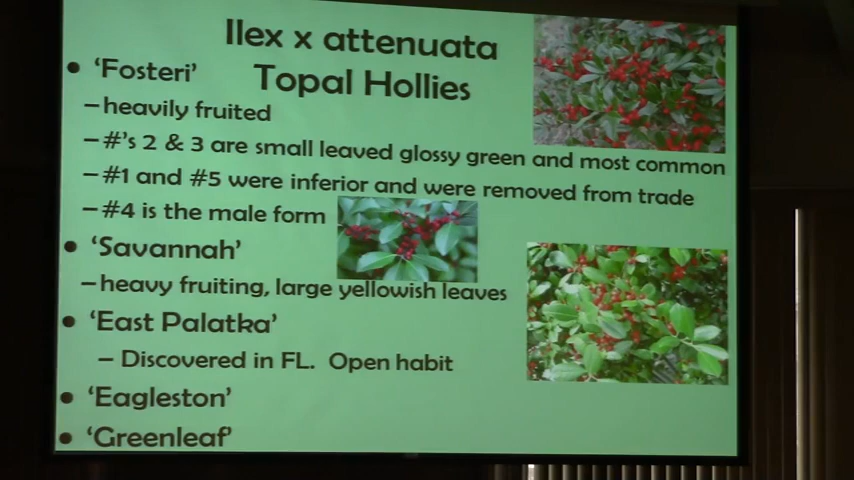 Ilex x attenuata
Topal Hollies
• ‘Fosteri’
– heavily fruited
– #’s 2 & 3 are small leaved glossy green and most common
– #1 and #5 were inferior and were removed from trade
– #4 is the male form
• ‘Savannah’
– heavy fruiting, large yellowish leaves
• ‘East Palatka’
– Discovered in FL. Open habit
• ‘Eagleston’
• ‘Greenleaf’